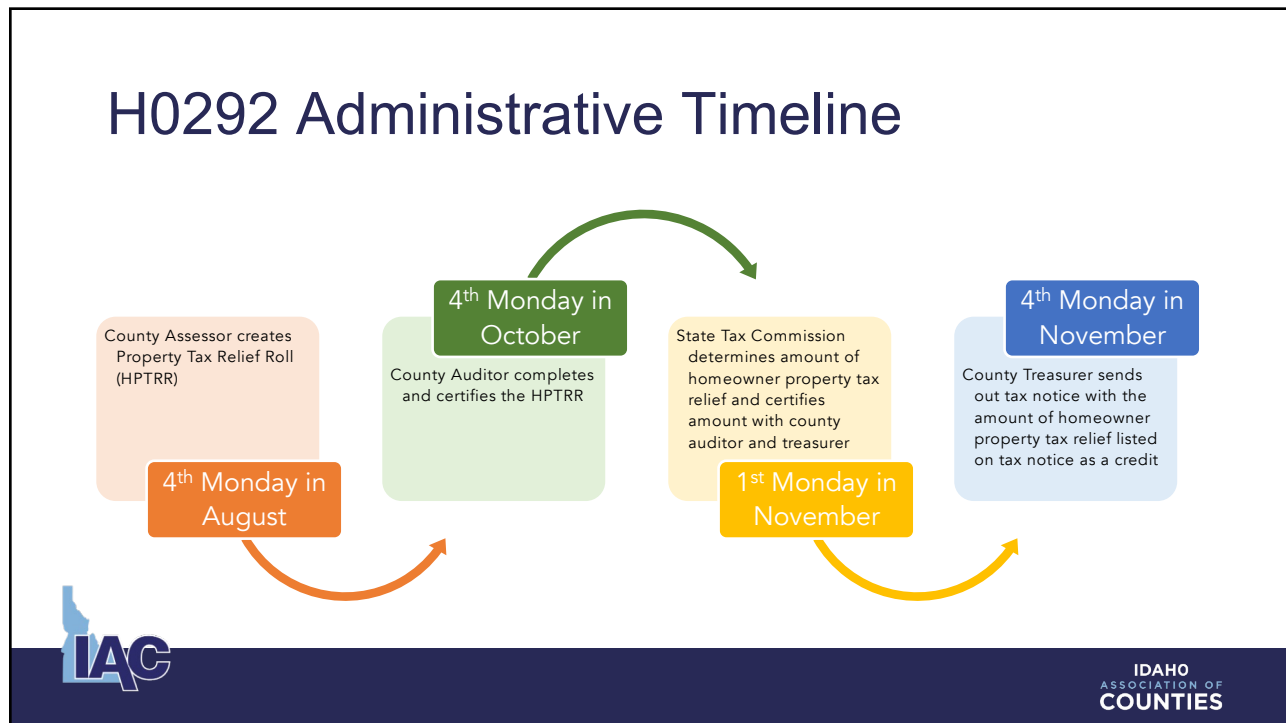 H0292 Administrative Timeline
County Assessor creates
Property Tax Relief Roll
(HPTRR)
4th Monday in
August
4th Monday in
October
County Auditor completes
and certifies the HPTRR
State Tax Commission
determines amount of
homeowner property tax
relief and certifies
amount with county
auditor and treasurer
1st Monday in
November
4th Monday in
November
County Treasurer sends
out tax notice with the
amount of homeowner
property tax relief listed
on tax notice as a credit
IAC
IDAHO
ASSOCIATION OF
COUNTIES